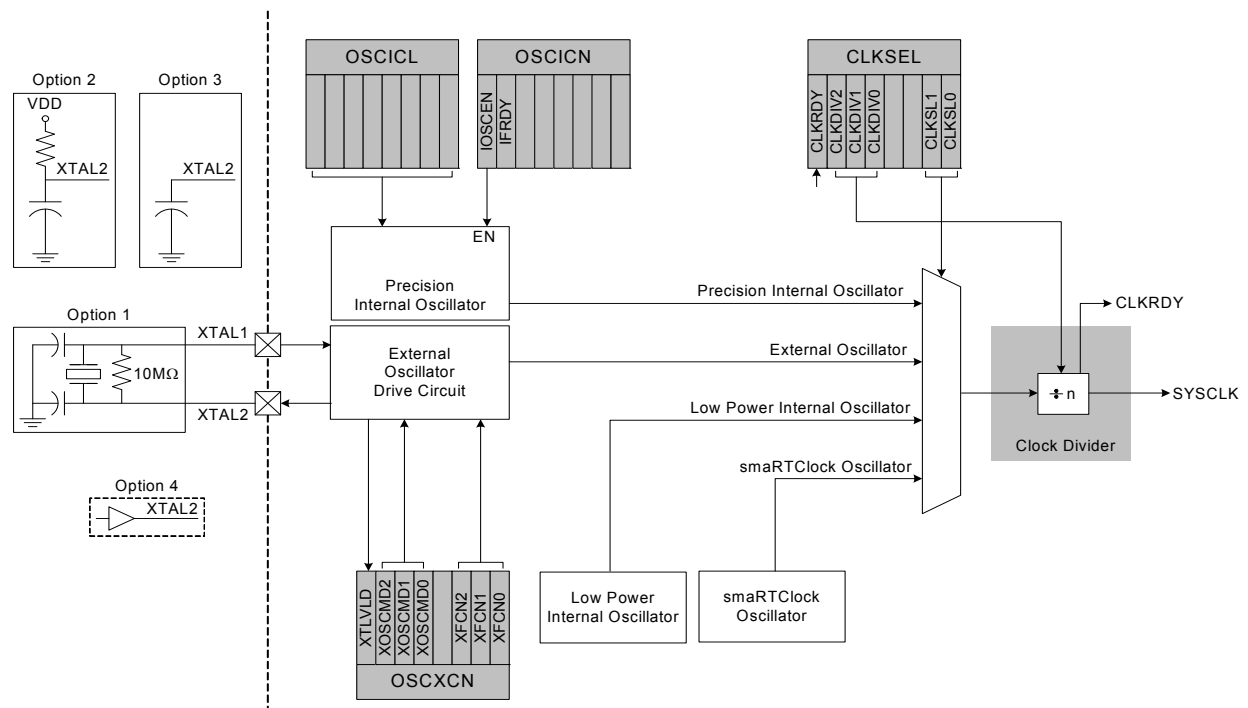 OSCICL
OSCICN
CLKSEL
IOSCEN
IFRDY
CLKRDY
CLKDIV2
CLKDIV1
CLKDIV0
CLKSL1
CLKSL0
Option 2
VDD
XTAL2
Option 3
XTAL2
EN
Precision
Internal Oscillator
Precision Internal Oscillator
CLKRDY
Option 1
XTAL1
10MΩ
XTAL2
External
Oscillator
Drive Circuit
External Oscillator
Low Power Internal Oscillator
smaRTClock Oscillator
÷ n
SYSCLK
Clock Divider
Option 4
XTAL2
XTLVLD
XOSCMD2
XOSCMD1
XOSCMD0
XFCN2
XFCN1
XFCN0
OSCXCN
Low Power
Internal Oscillator
smaRTClock
Oscillator